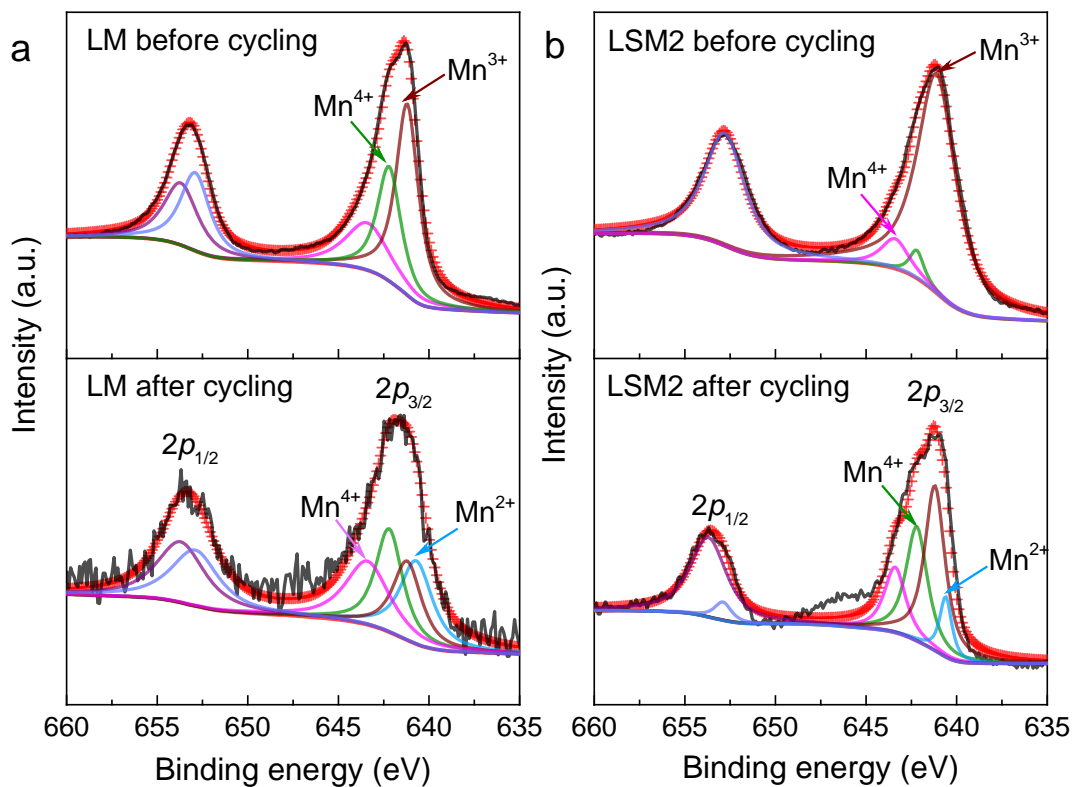 a
LM before cycling
Mn³⁺
Mn⁴⁺
b
LSM2 before cycling
Mn³⁺
Mn⁴⁺
Intensity (a.u.)
LM after cycling
2p₃/₂
2p₁/₂
Mn⁴⁺
Mn²⁺
660 655 650 645 640 635
Binding energy (eV)
Intensity (a.u.)
LSM2 after cycling
2p₃/₂
Mn⁴⁺
2p₁/₂
Mn²⁺
660 655 650 645 640 635
Binding energy (eV)